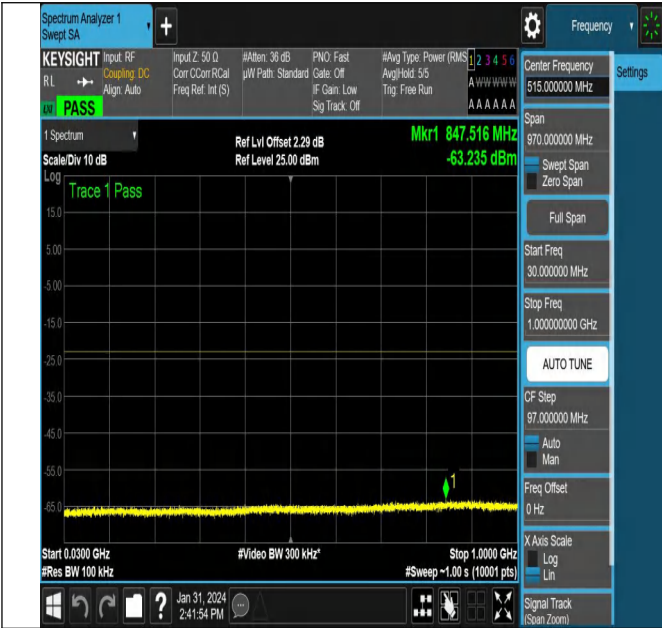 Spectrum Analyzer 1
Swept SA
+
Frequency
KEYSIGHT
RL
LXI
PASS
Input: RF
Coupling: DC
Align: Auto
Input Z: 50 Ω
Corr CCorr RCal
Freq Ref: Int (S)
#Atten: 36 dB
µW Path: Standard
PNO: Fast
Gate: Off
IF Gain: Low
Sig Track: Off
#Avg Type: Power (RMS
Avg|Hold: 5/5
Trig: Free Run
1 2 3 4 5 6
A W W W W W
A A A A A A
Center Frequency
515.000000 MHz
Settings
Span
970.000000 MHz
Swept Span
Zero Span
Full Span
Start Freq
30.000000 MHz
Stop Freq
1.000000000 GHz
AUTO TUNE
CF Step
97.000000 MHz
Auto
Man
Freq Offset
0 Hz
X Axis Scale
Log
Lin
Signal Track
(Span Zoom)
1 Spectrum
Scale/Div 10 dB
Ref Lvl Offset 2.29 dB
Ref Level 25.00 dBm
Mkr1 847.516 MHz
-63.235 dBm
Log
Trace 1 Pass
15.0
5.00
-5.00
-15.0
-25.0
-35.0
-45.0
-55.0
-65.0
1
Start 0.0300 GHz
#Res BW 100 kHz
#Video BW 300 kHz*
Stop 1.0000 GHz
#Sweep ~1.00 s (10001 pts)
?
Jan 31, 2024
2:41:54 PM